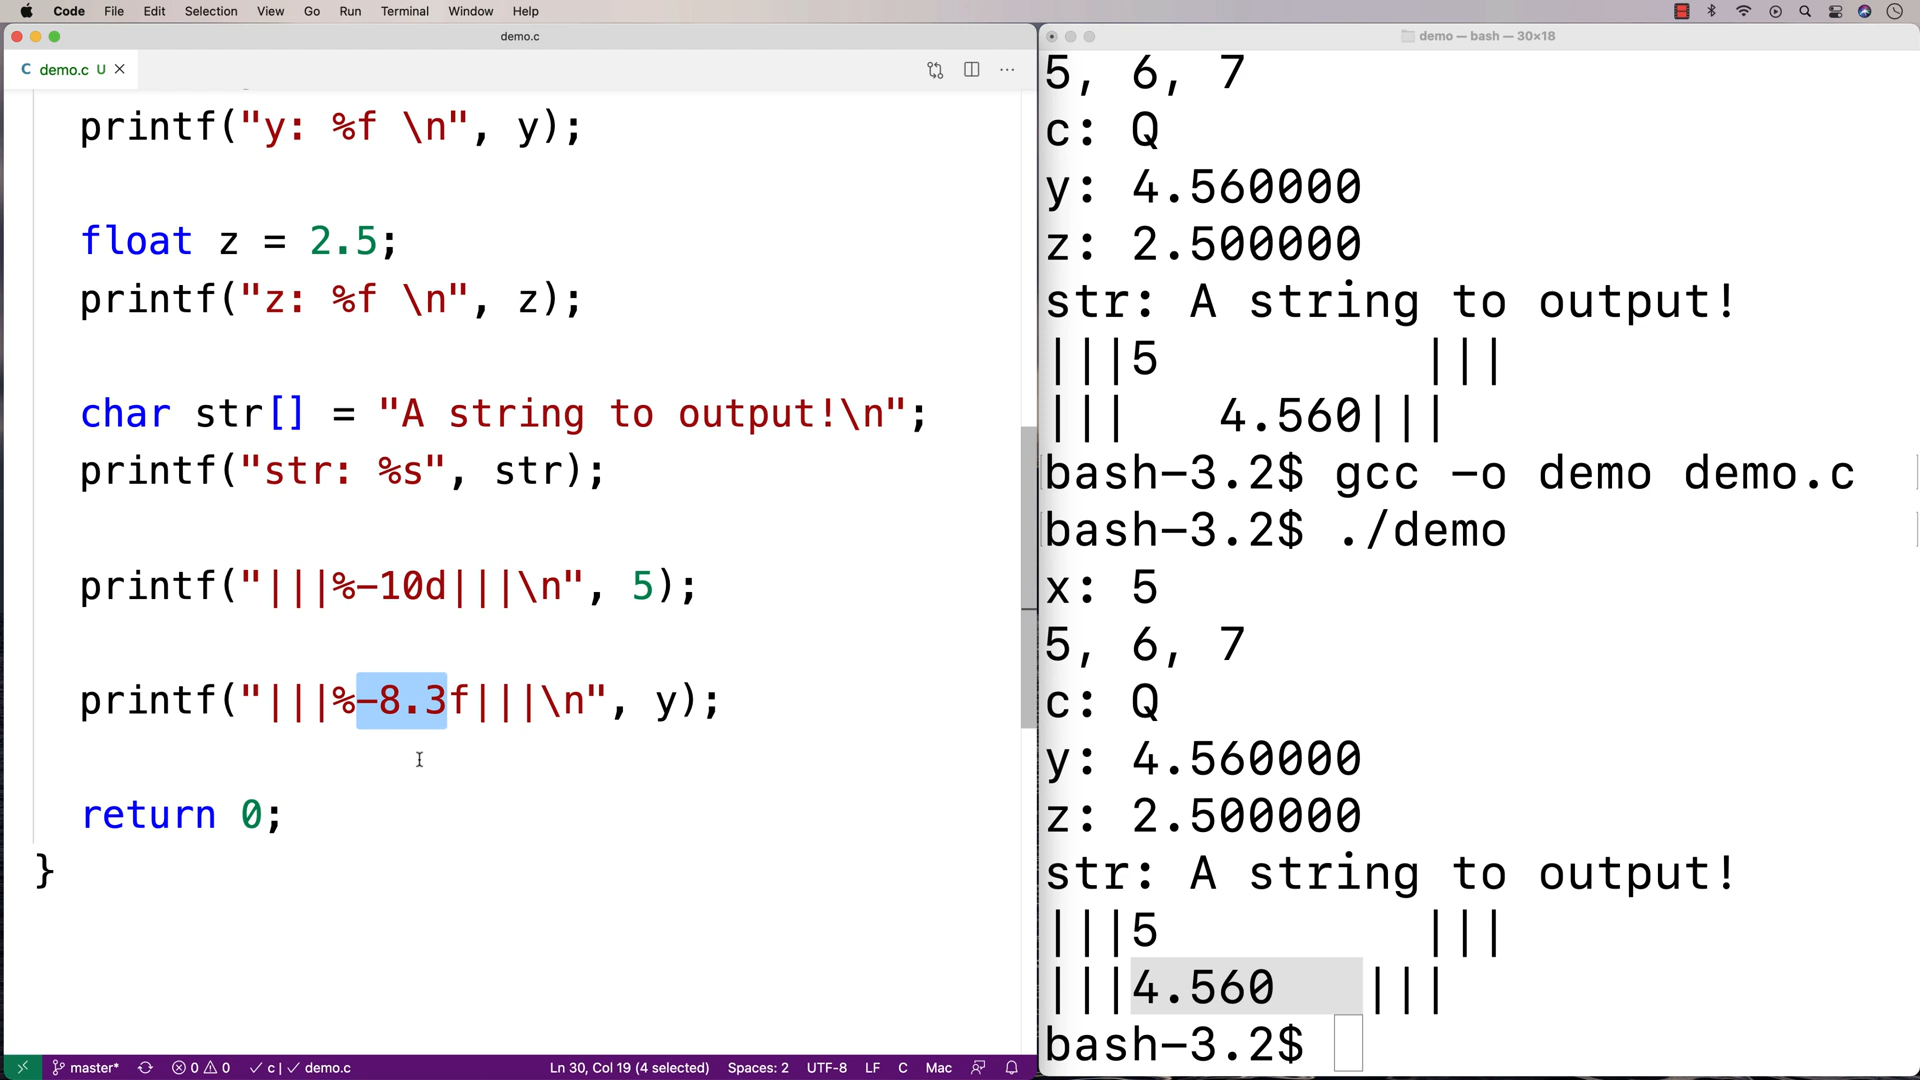 Code File Edit Selection View Go Run Terminal Window Help
demo.c
C demo.c U
printf("y: %f \n", y);
float z = 2.5;
printf("z: %f \n", z);
char str[] = "A string to output!\n";
printf("str: %s", str);
printf("|||%-10d|||\n", 5);
printf("|||%-8.3f|||\n", y);
return 0;
}
master* 0 0 c | demo.c Ln 30, Col 19 (4 selected) Spaces: 2 UTF-8 LF C Mac
demo — bash — 30×18
5, 6, 7
c: Q
y: 4.560000
z: 2.500000
str: A string to output!
|||5         |||
|||   4.560|||
bash-3.2$ gcc -o demo demo.c
bash-3.2$ ./demo
x: 5
5, 6, 7
c: Q
y: 4.560000
z: 2.500000
str: A string to output!
|||5         |||
|||4.560   |||
bash-3.2$